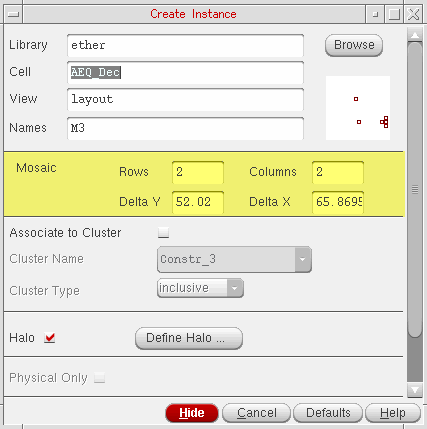 Create Instance
Library ether Browse
Cell AEQ_Dec
View layout
Names M3
Mosaic Rows 2 Columns 2
Delta Y 52.02 Delta X 65.8695
Associate to Cluster
Cluster Name Constr_3
Cluster Type inclusive
Halo Define Halo ...
Physical Only
Hide Cancel Defaults Help